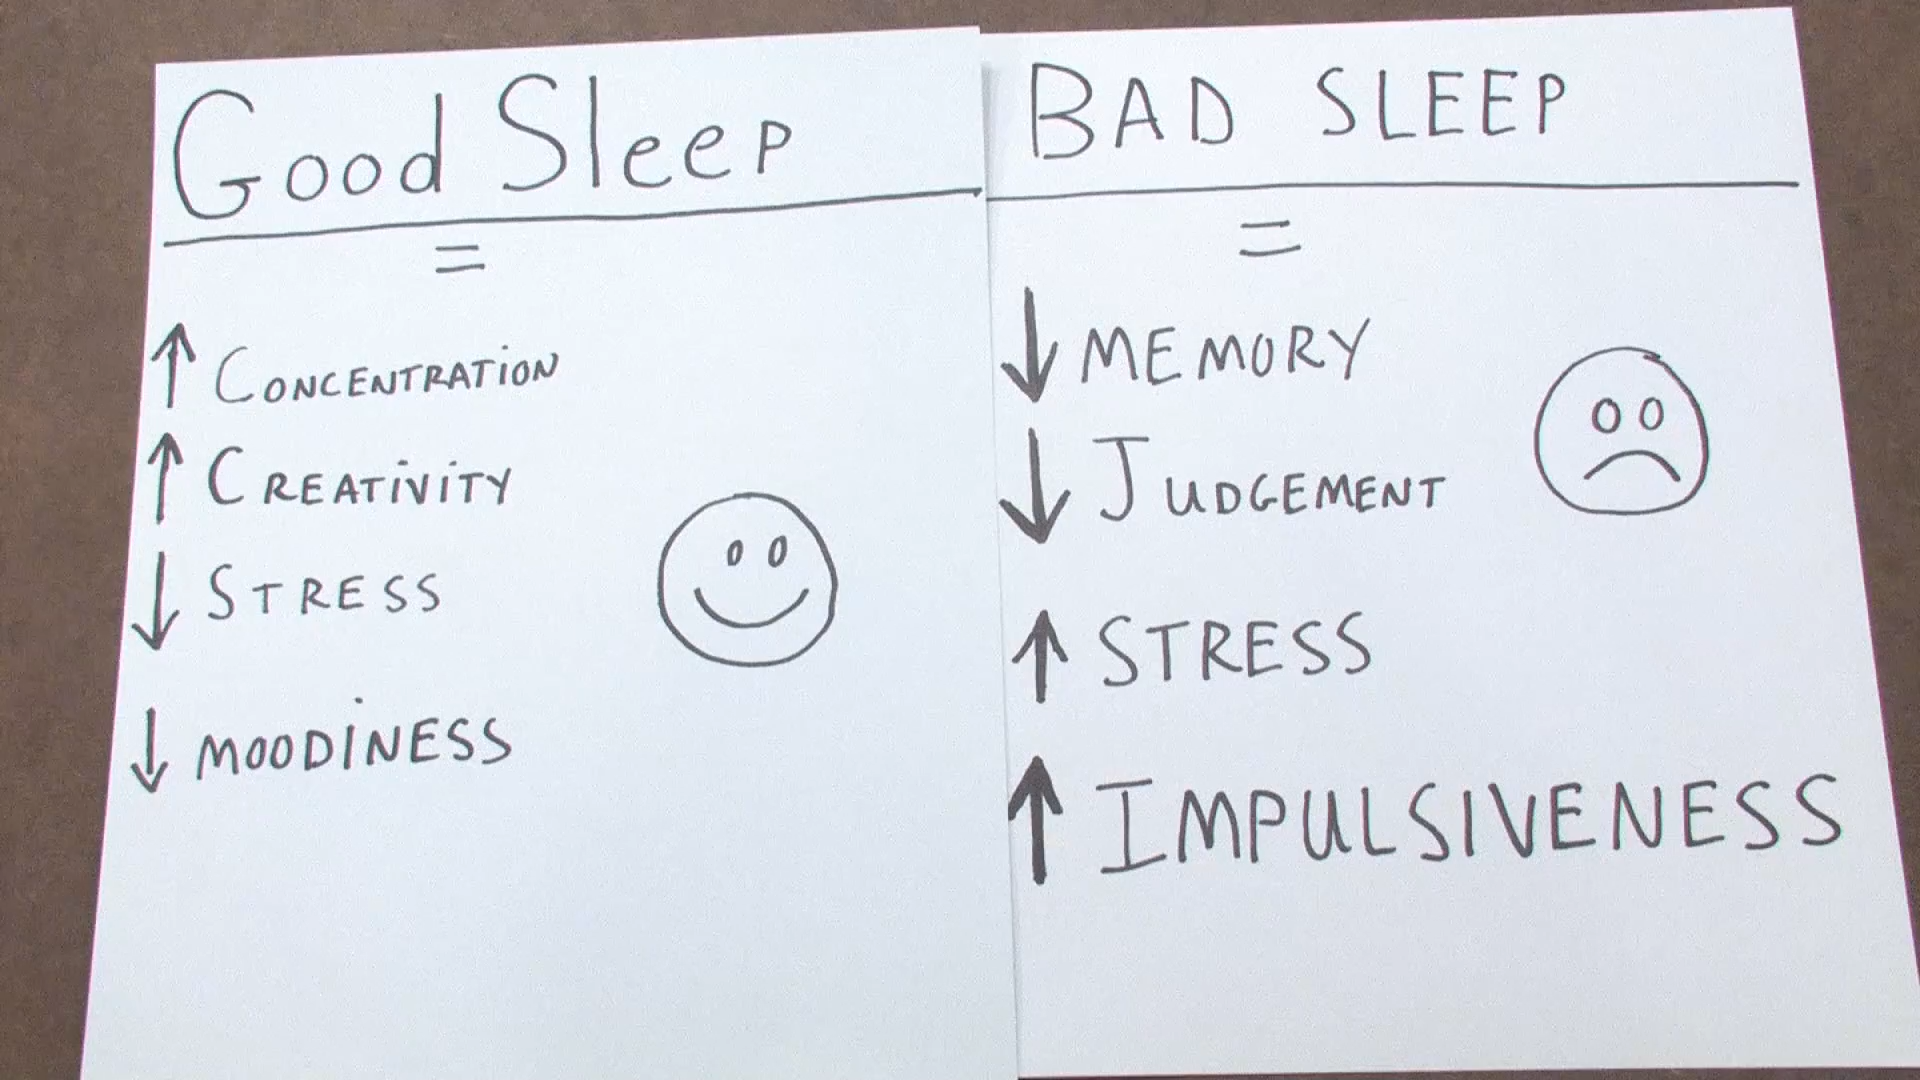 Good Sleep
=
↑ CONCENTRATION
↑ CREATIVITY
↓ STRESS
↓ MOODINESS
BAD SLEEP
=
↓ MEMORY
↓ JUDGEMENT
↑ STRESS
↑ IMPULSIVENESS